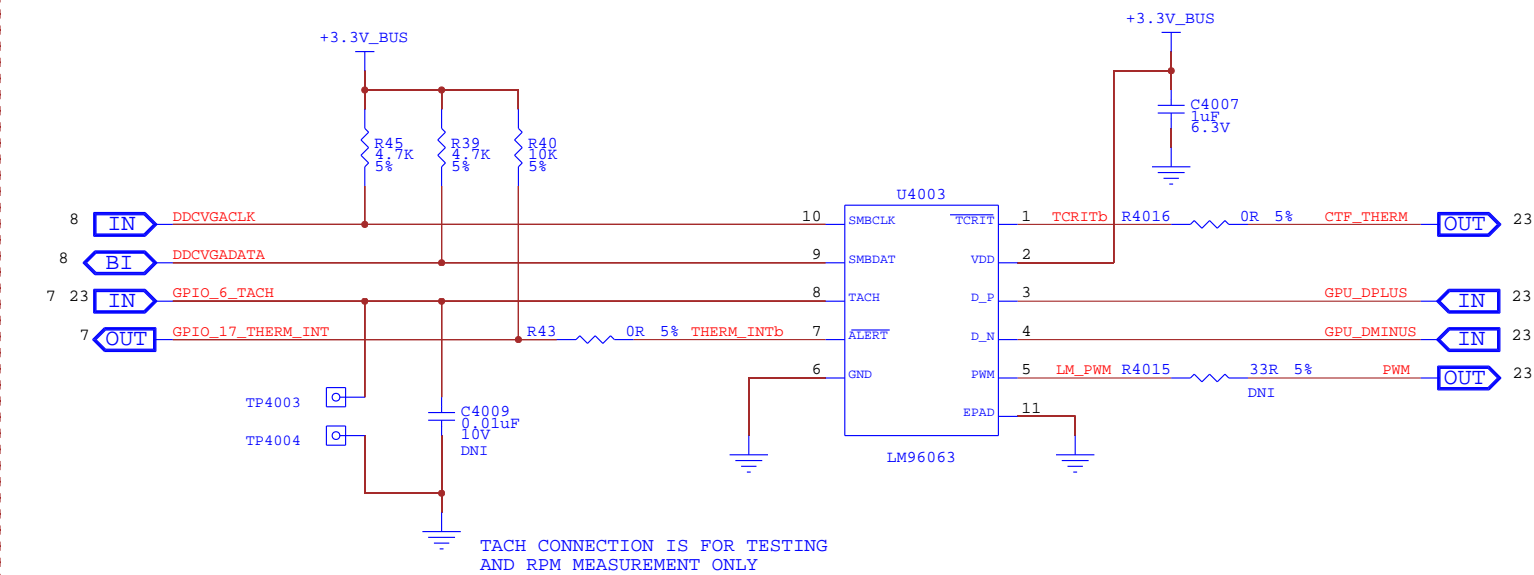 +3.3V_BUS
+3.3V_BUS
R45
4.7K
5%
R39
4.7K
5%
R40
10K
5%
C4007
1uF
6.3V
U4003
8 IN DDCVGACLK
10 SMBCLK
TCRIT 1 TCRITb R4016 0R 5% CTF_THERM OUT 23
8 BI DDCVGADATA
9 SMBDAT
VDD 2
7 23 IN GPIO_6_TACH
8 TACH
D_P 3 GPU_DPLUS IN 23
7 OUT GPIO_17_THERM_INT R43 0R 5% THERM_INTb
7 ALERT
D_N 4 GPU_DMINUS IN 23
6 GND
PWM 5 LM_PWM R4015 33R 5% PWM OUT 23
DNI
EPAD 11
LM96063
TP4003
TP4004
C4009
0.01uF
10V
DNI
TACH CONNECTION IS FOR TESTING
AND RPM MEASUREMENT ONLY